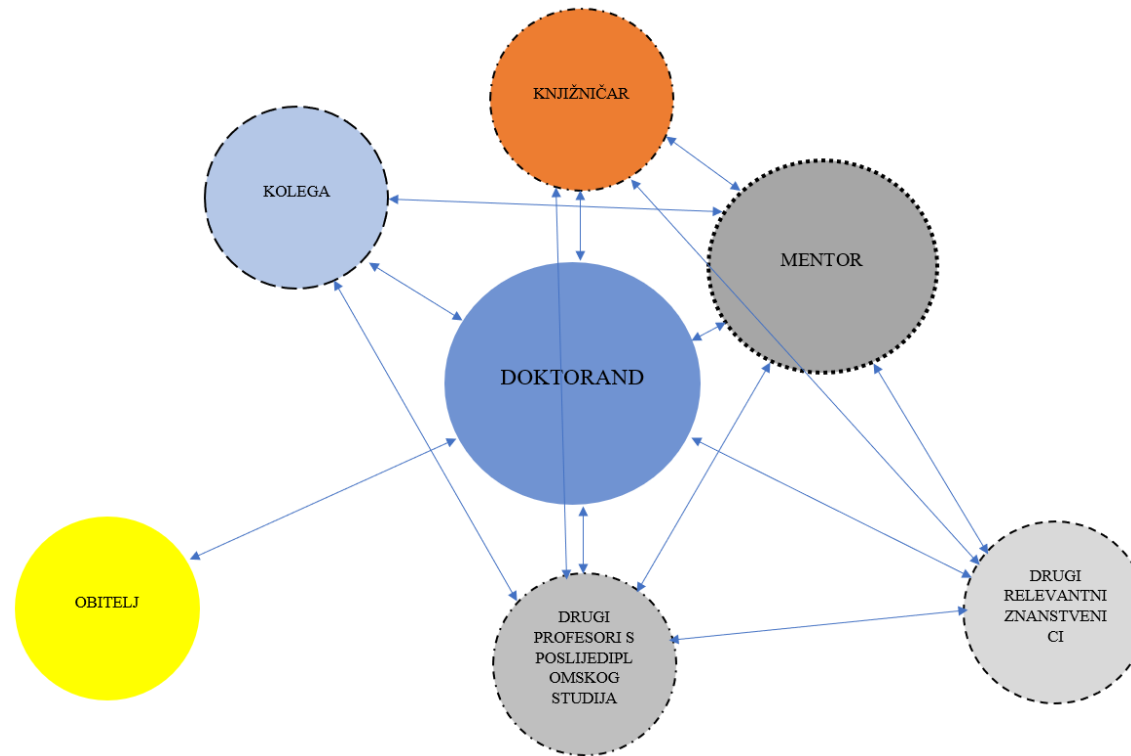 KNJIŽNIČAR
KOLEGA
MENTOR
DOKTORAND
OBITELJ
DRUGI
PROFESORI S
POSLIJEDIPL
OMSKOG
STUDIJA
DRUGI
RELEVANTNI
ZNANSTVENI
CI